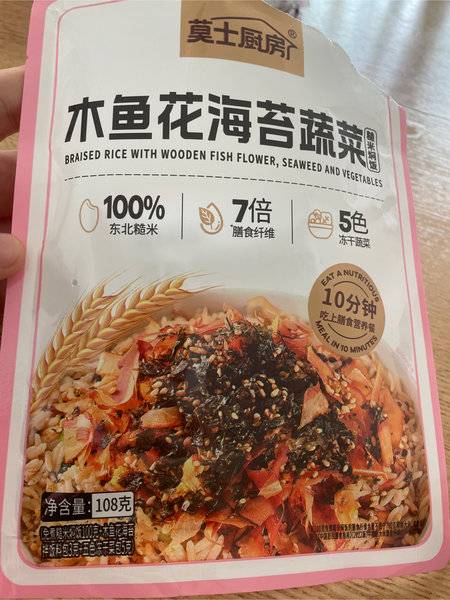 莫士厨房®
木鱼花海苔蔬菜
糙米焖饭
BRAISED RICE WITH WOODEN FISH FLOWER, SEAWEED AND VEGETABLES
100%
东北糙米
7倍
*膳食纤维
5色
冻干蔬菜
EAT A NUTRITIOUS
10分钟
吃上膳食营养餐
MEAL IN 10 MINUTES
净含量: 108克